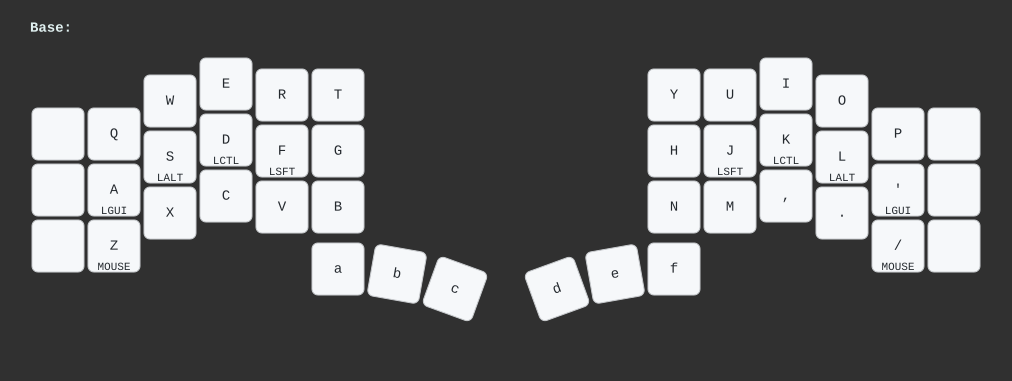 Base:
Q W E R T Y U I O P
A LGUI S LALT D LCTL F LSFT G H J LSFT K LCTL L LALT ' LGUI
Z MOUSE X C V B N M , . / MOUSE
a b c d e f